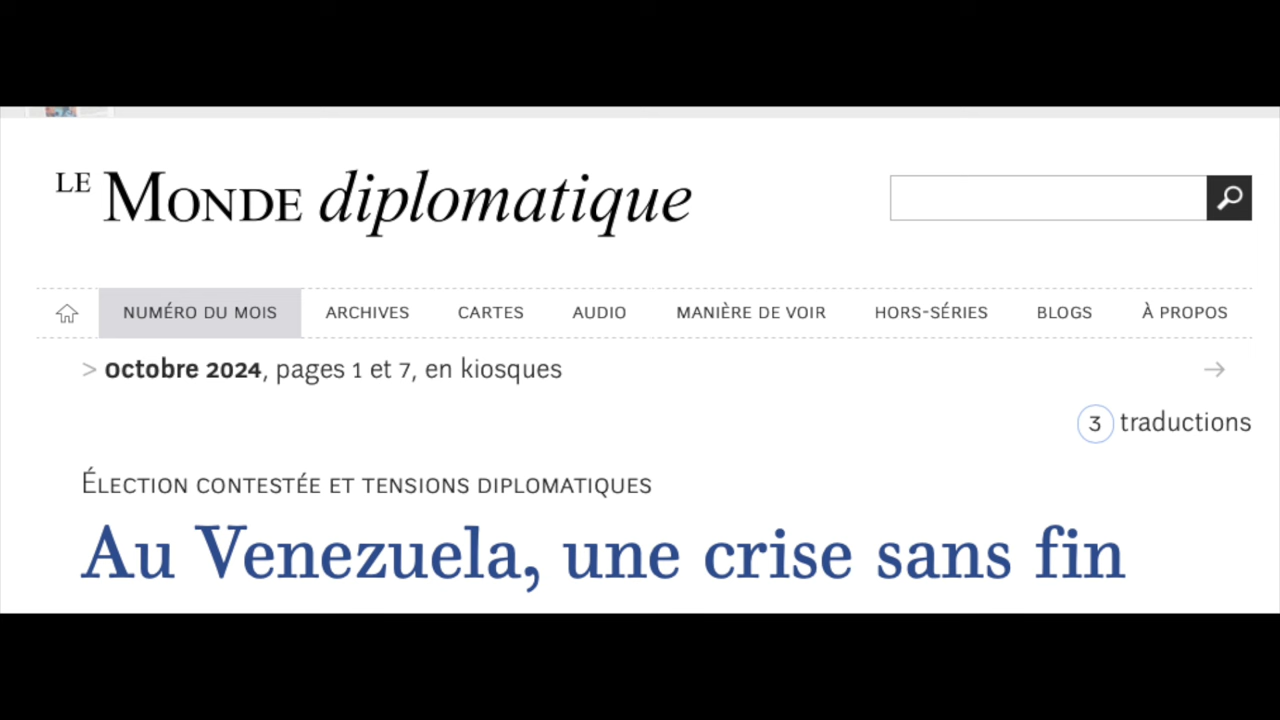 LE MONDE diplomatique
NUMÉRO DU MOIS ARCHIVES CARTES AUDIO MANIÈRE DE VOIR HORS-SÉRIES BLOGS À PROPOS
> Octobre 2024, pages 1 et 7, en kiosques →
3 traductions
ÉLECTION CONTESTÉE ET TENSIONS DIPLOMATIQUES
Au Venezuela, une crise sans fin